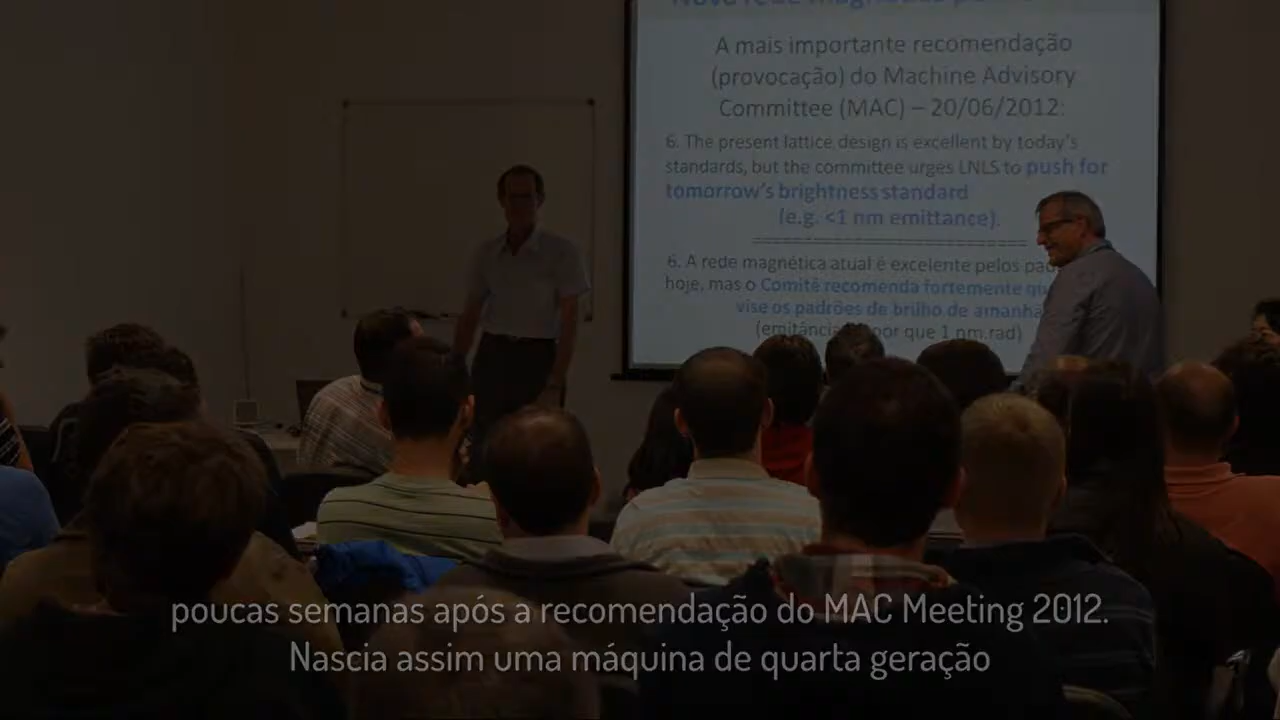 A mais importante recomendação
(provocação) do Machine Advisory
Committee (MAC) – 20/06/2012:
6. The present lattice design is excellent by today's
standards, but the committee urges LNLS to push for
tomorrow's brightness standard
(e.g. <1 nm emittance).
6. A rede magnética atual é excelente pelos
hoje, mas o Comitê recomenda fortemente
vise os padrões de brilho de amanhã
por que 1 nm.rad)
poucas semanas após a recomendação do MAC Meeting 2012.
Nascia assim uma máquina de quarta geração